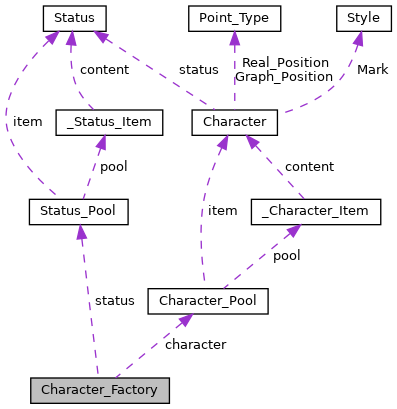 Status
Point_Type
Style
content
status
Real_Position
Graph_Position
Mark
item
_Status_Item
Character
pool
content
Status_Pool
item
_Character_Item
pool
status
Character_Pool
character
Character_Factory